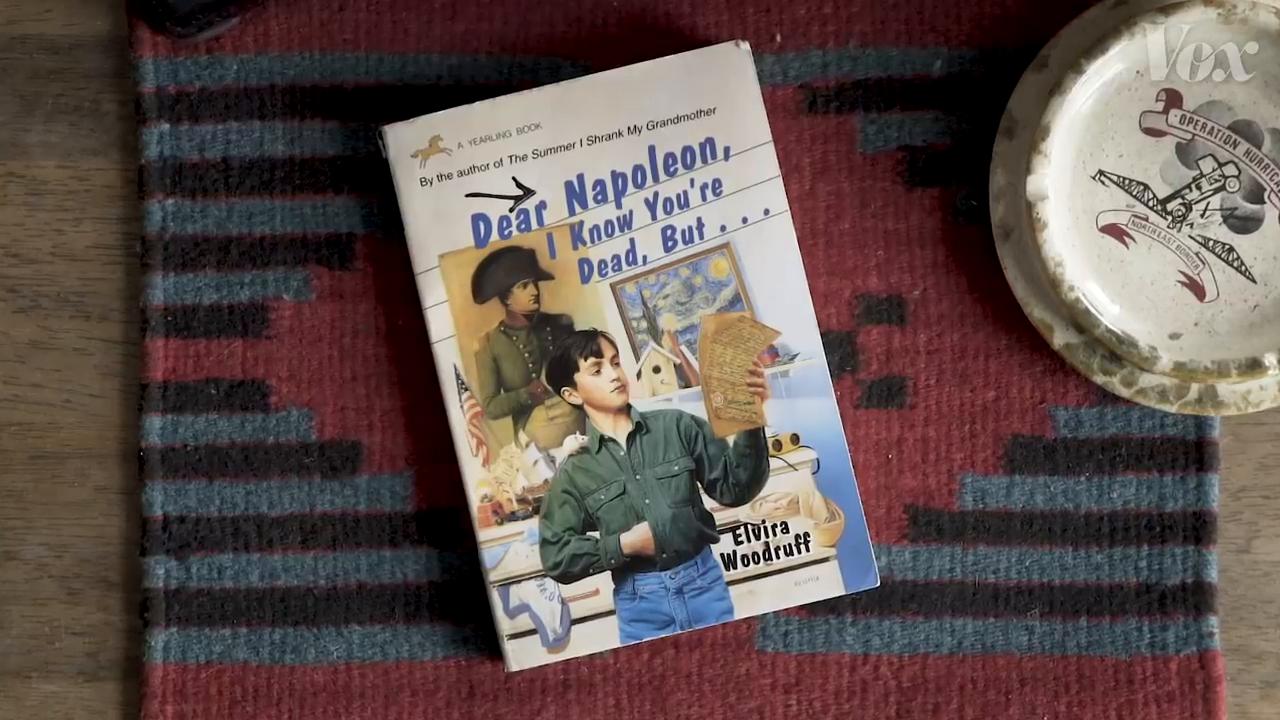 A YEARLING BOOK
By the author of The Summer I Shrank My Grandmother
Dear Napoleon,
I Know You're
Dead, But . . .
Elvira
Woodruff
Vox
OPERATION
NORTH EAST BORDER